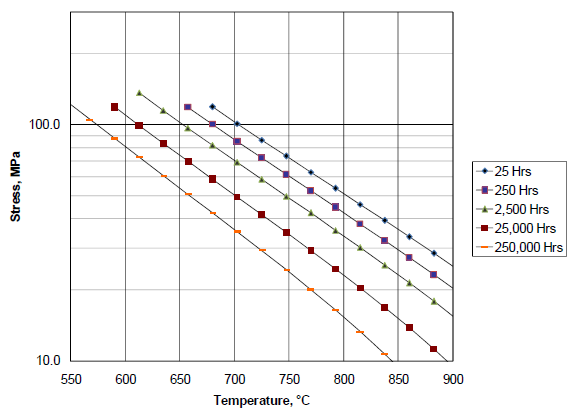 Stress, MPa
100.0
10.0
550 600 650 700 750 800 850 900
Temperature, °C
25 Hrs
250 Hrs
2,500 Hrs
25,000 Hrs
250,000 Hrs